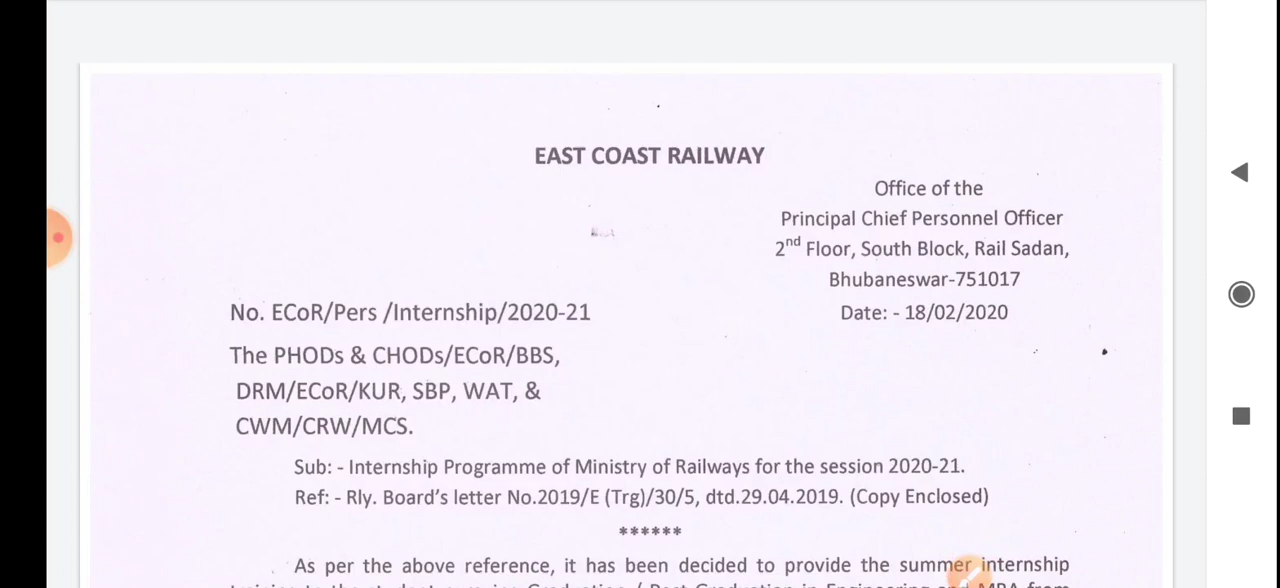 EAST COAST RAILWAY
Office of the
Principal Chief Personnel Officer
2nd Floor, South Block, Rail Sadan,
Bhubaneswar-751017
No. ECoR/Pers /Internship/2020-21
Date: - 18/02/2020
The PHODs & CHODs/ECoR/BBS,
DRM/ECoR/KUR, SBP, WAT, &
CWM/CRW/MCS.
Sub: - Internship Programme of Ministry of Railways for the session 2020-21.
Ref: - Rly. Board's letter No.2019/E (Trg)/30/5, dtd.29.04.2019. (Copy Enclosed)
******
As per the above reference, it has been decided to provide the summer internship